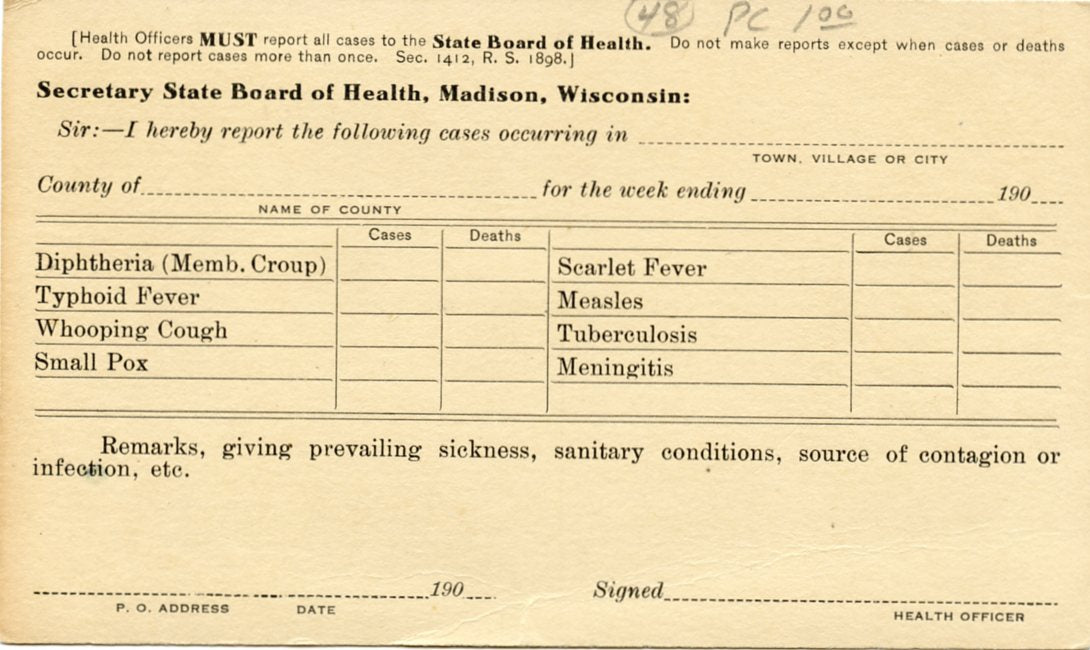 (48) PC 1 00
[Health Officers MUST report all cases to the State Board of Health. Do not make reports except when cases or deaths
occur. Do not report cases more than once. Sec. 1412, R. S. 1898.]
Secretary State Board of Health, Madison, Wisconsin:
Sir:—I hereby report the following cases occurring in
TOWN, VILLAGE OR CITY
County of for the week ending 190
NAME OF COUNTY
Cases Deaths Cases Deaths
Diphtheria (Memb. Croup) Scarlet Fever
Typhoid Fever Measles
Whooping Cough Tuberculosis
Small Pox Meningitis
Remarks, giving prevailing sickness, sanitary conditions, source of contagion or
infection, etc.
190 Signed
P. O. ADDRESS DATE HEALTH OFFICER